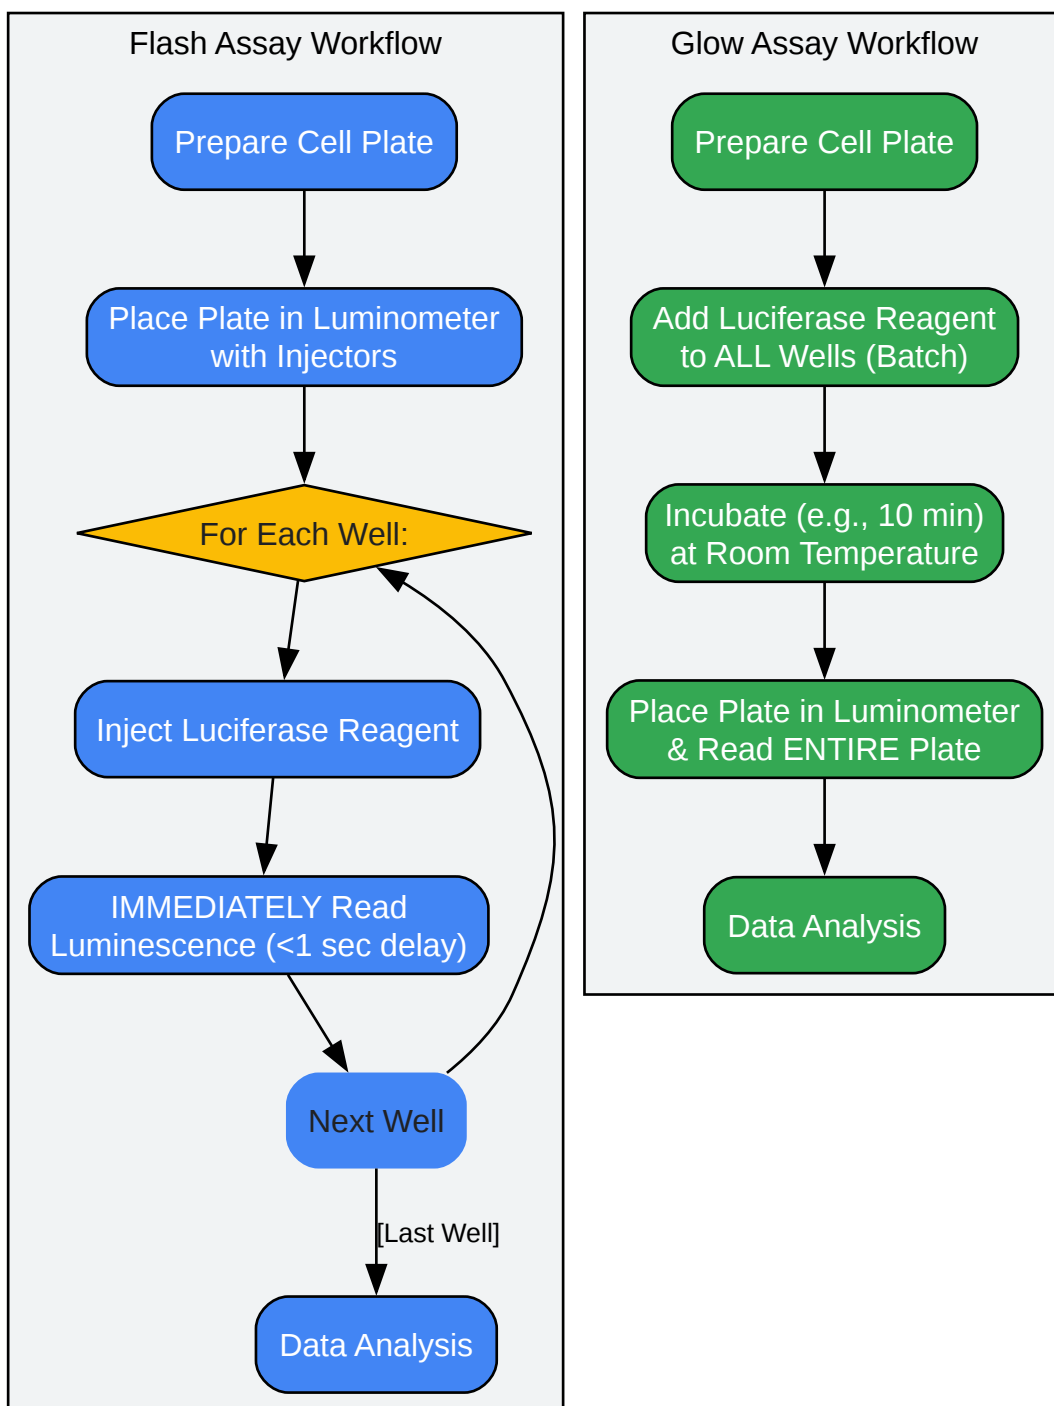 Flash Assay Workflow
Prepare Cell Plate
Place Plate in Luminometer
with Injectors
For Each Well:
Inject Luciferase Reagent
IMMEDIATELY Read
Luminescence (<1 sec delay)
Next Well
[Last Well]
Data Analysis
Glow Assay Workflow
Prepare Cell Plate
Add Luciferase Reagent
to ALL Wells (Batch)
Incubate (e.g., 10 min)
at Room Temperature
Place Plate in Luminometer
& Read ENTIRE Plate
Data Analysis